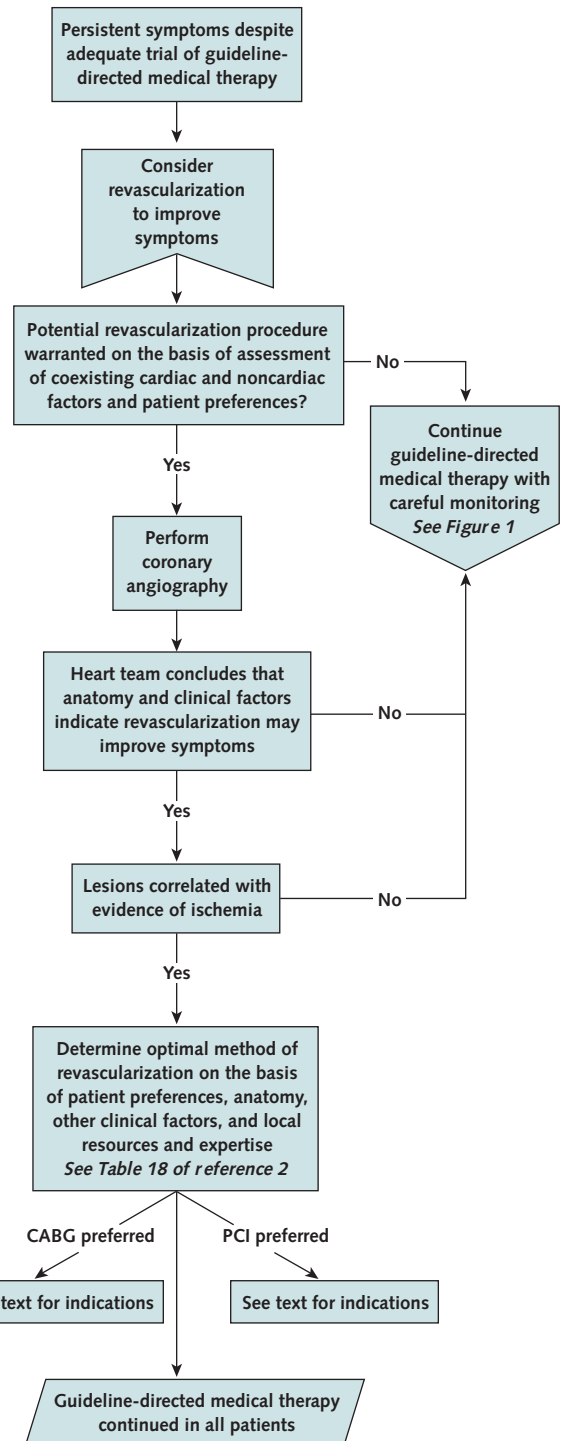 Persistent symptoms despite
adequate trial of guideline-
directed medical therapy
Consider
revascularization
to improve
symptoms
Potential revascularization procedure
warranted on the basis of assessment
of coexisting cardiac and noncardiac
factors and patient preferences?
No
Continue
guideline-directed
medical therapy with
careful monitoring
See Figure 1
Yes
Perform
coronary
angiography
Heart team concludes that
anatomy and clinical factors
indicate revascularization may
improve symptoms
No
Yes
Lesions correlated with
evidence of ischemia
No
Yes
Determine optimal method of
revascularization on the basis
of patient preferences, anatomy,
other clinical factors, and local
resources and expertise
See Table 18 of reference 2
CABG preferred
PCI preferred
text for indications
See text for indications
Guideline-directed medical therapy
continued in all patients